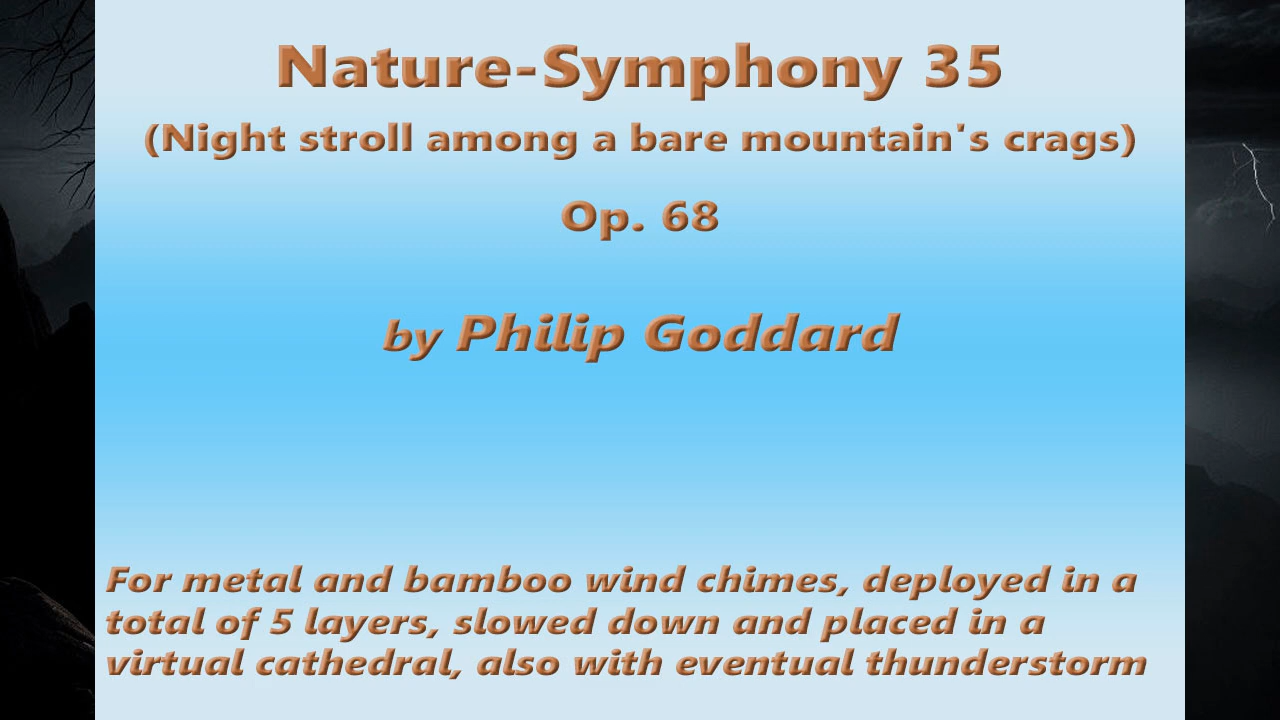 Nature-Symphony 35
(Night stroll among a bare mountain's crags)
Op. 68
by Philip Goddard
For metal and bamboo wind chimes, deployed in a
total of 5 layers, slowed down and placed in a
virtual cathedral, also with eventual thunderstorm